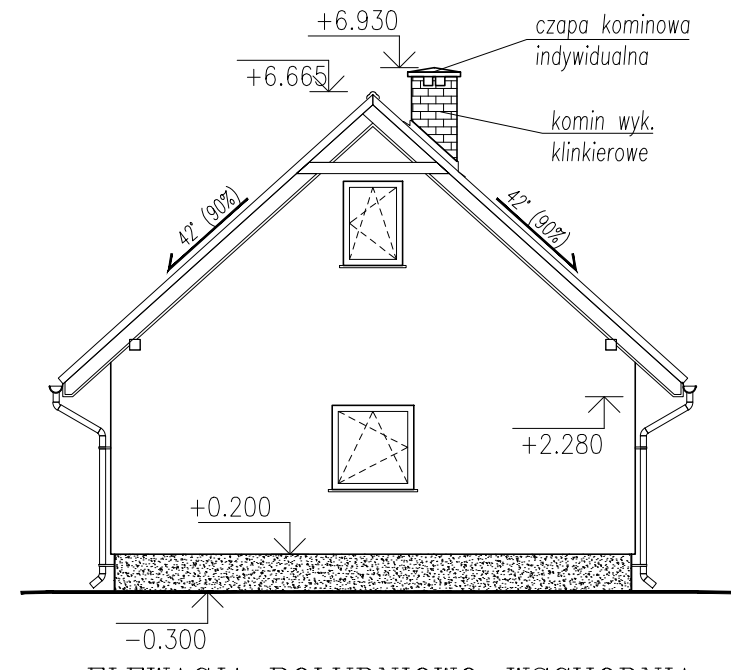 +6.930
czapa kominowa
indywidualna
+6.665
komin wyk.
klinkierowe
42° (90%)
42° (90%)
+2.280
+0.200
-0.300